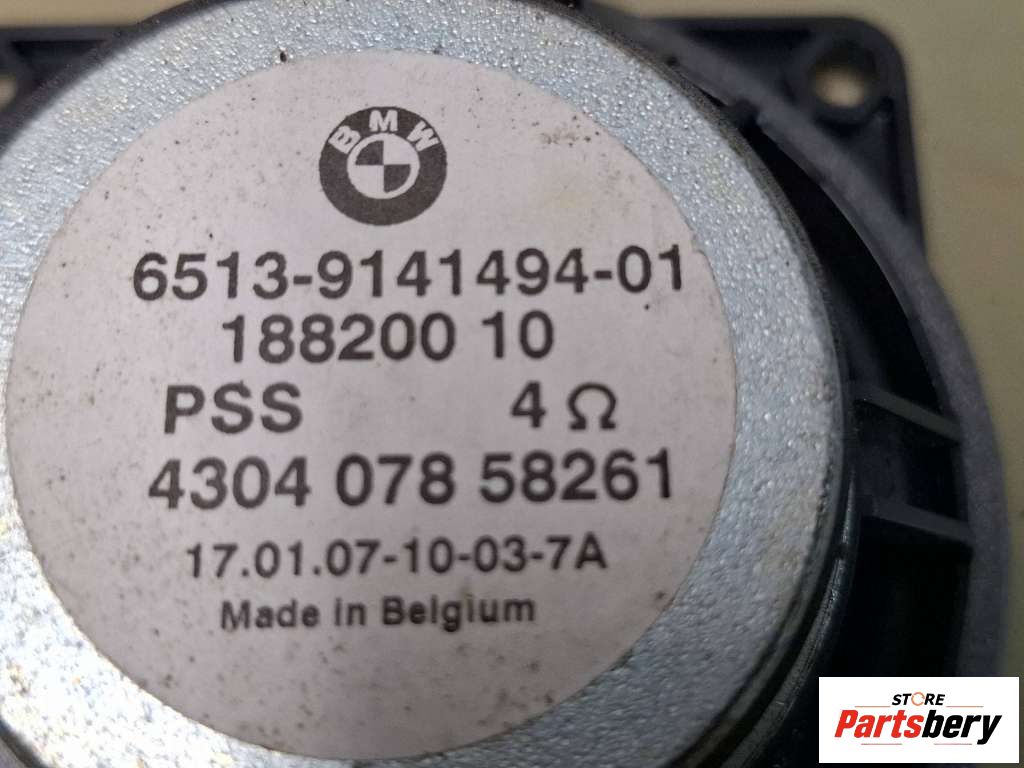 BMW
6513-9141494-01
188200 10
PSS 4 Ω
4304 078 58261
17.01.07-10-03-7A
Made in Belgium
STORE
Partsbery